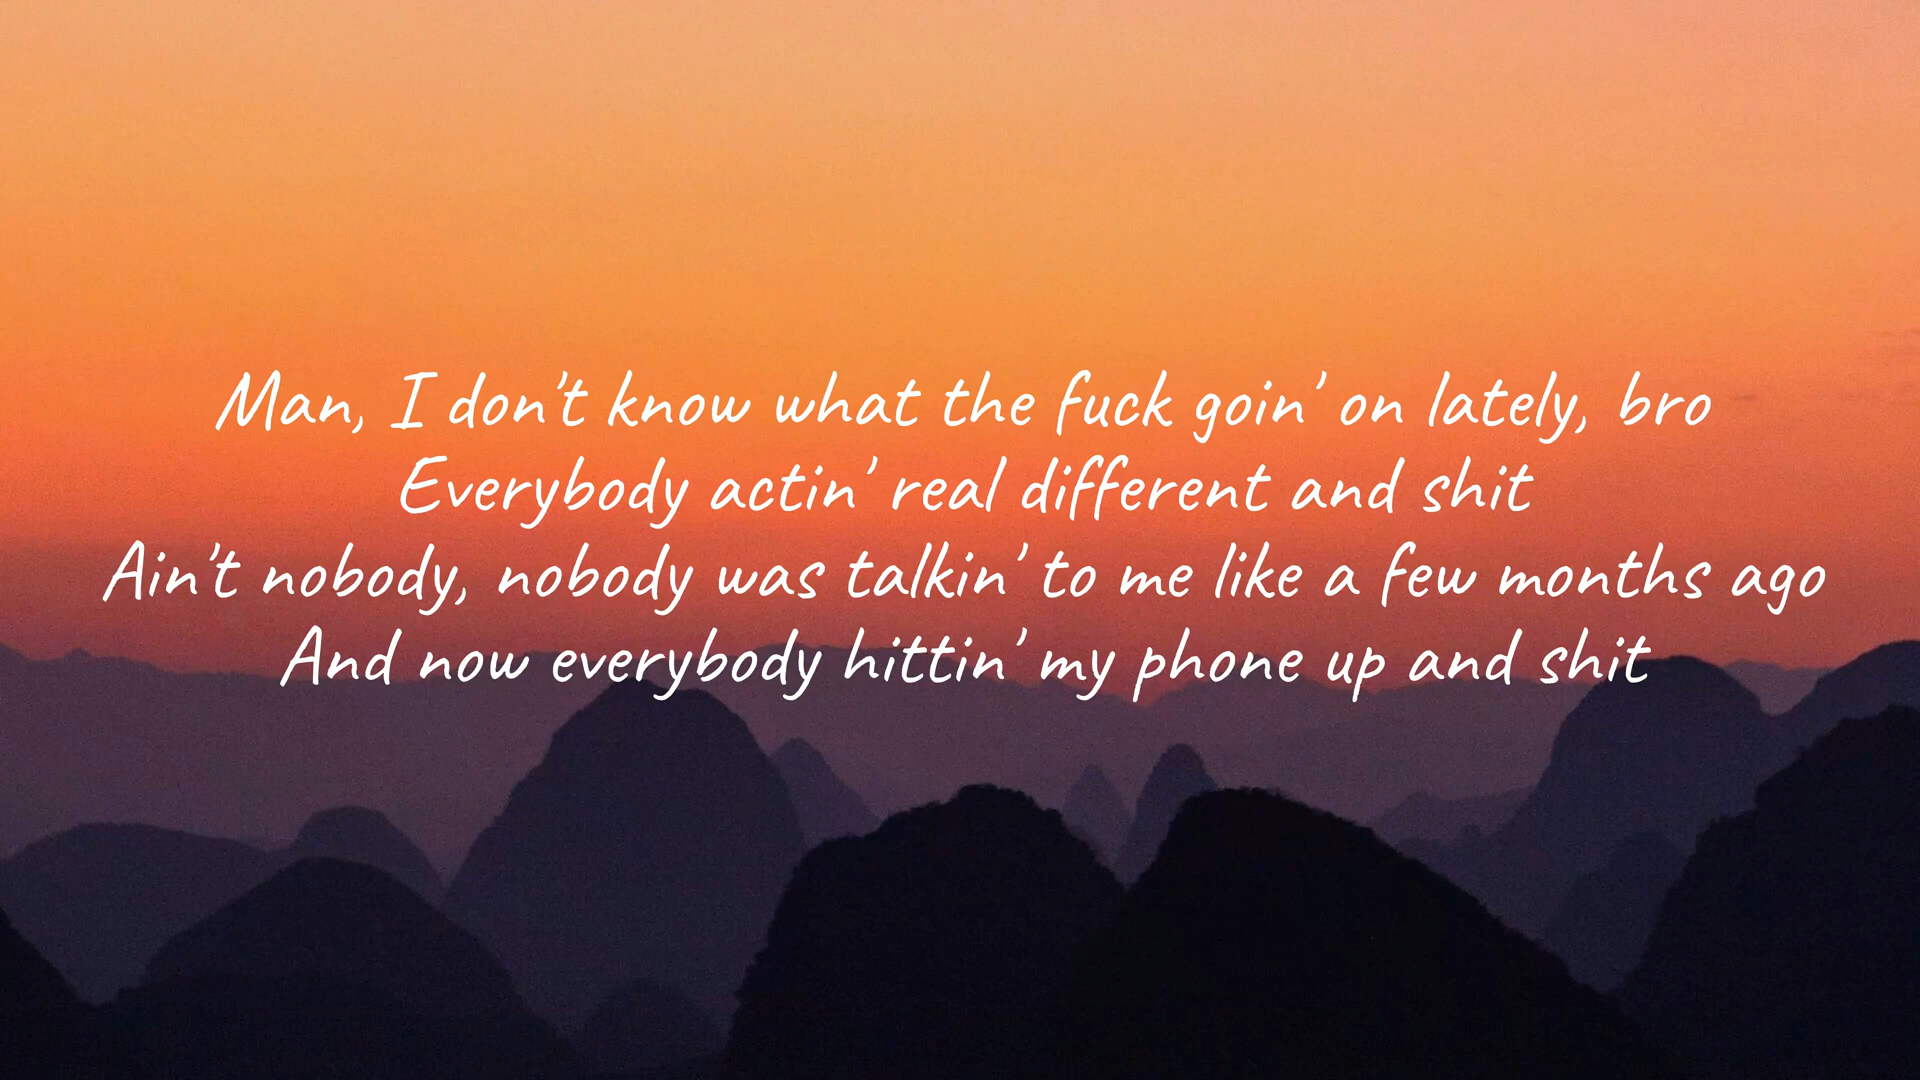 Man, I don't know what the fuck goin' on lately, bro
Everybody actin' real different and shit
Ain't nobody, nobody was talkin' to me like a few months ago
And now everybody hittin' my phone up and shit